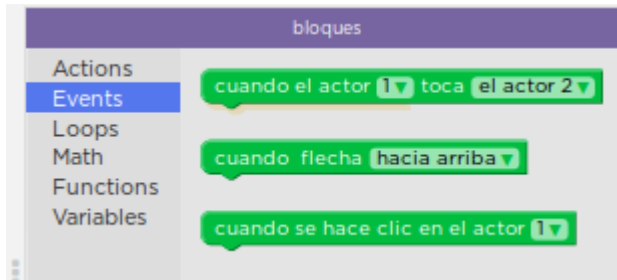 bloques
Actions
Events
Loops
Math
Functions
Variables
cuando el actor 1 toca el actor 2
cuando flecha hacia arriba
cuando se hace clic en el actor 1